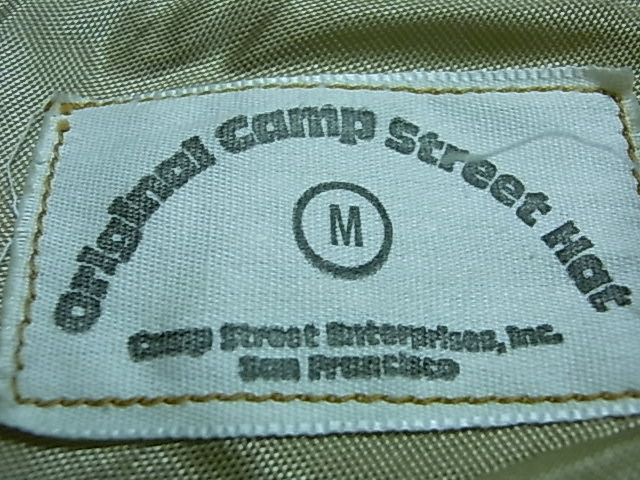 Original Camp Street Hat
M
Camp Street Enterprises, Inc.
San Francisco